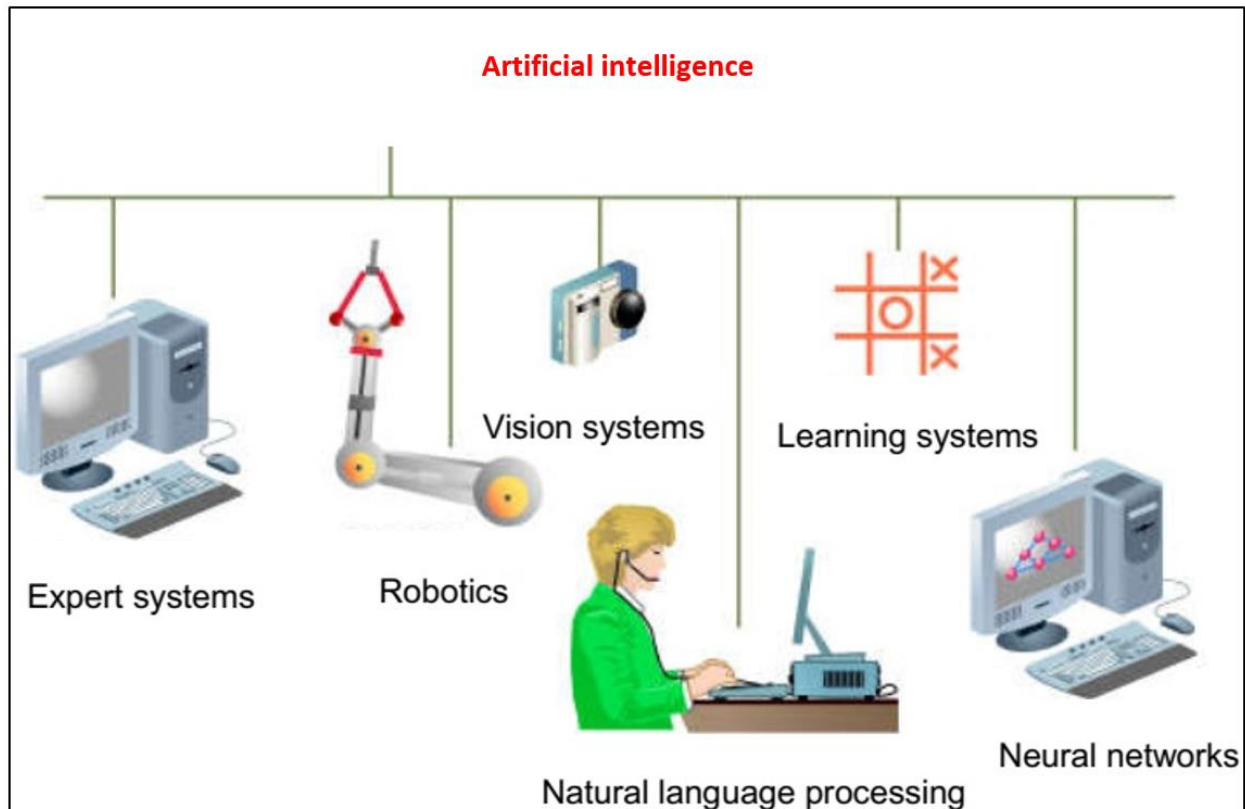 Artificial intelligence
Vision systems
Learning systems
Expert systems
Robotics
Neural networks
Natural language processing